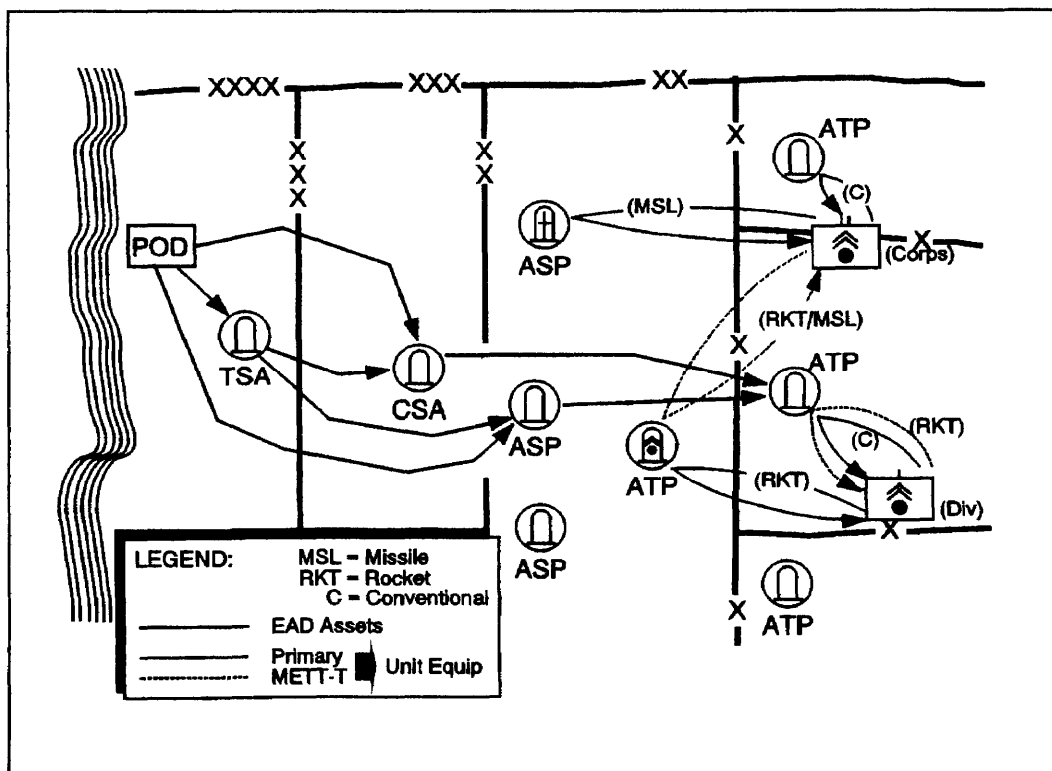 XXXX
XXX
XX
X
X
X
X
X
X
ATP
(C)
(MSL)
ASP
POD
X
(Corps)
(RKT/MSL)
X
ATP
TSA
CSA
ASP
(RKT)
(C)
ATP
(RKT)
(Div)
X
ASP
X
ATP
LEGEND:
MSL = Missile
RKT = Rocket
C = Conventional
EAD Assets
Primary
METT-T
Unit Equip